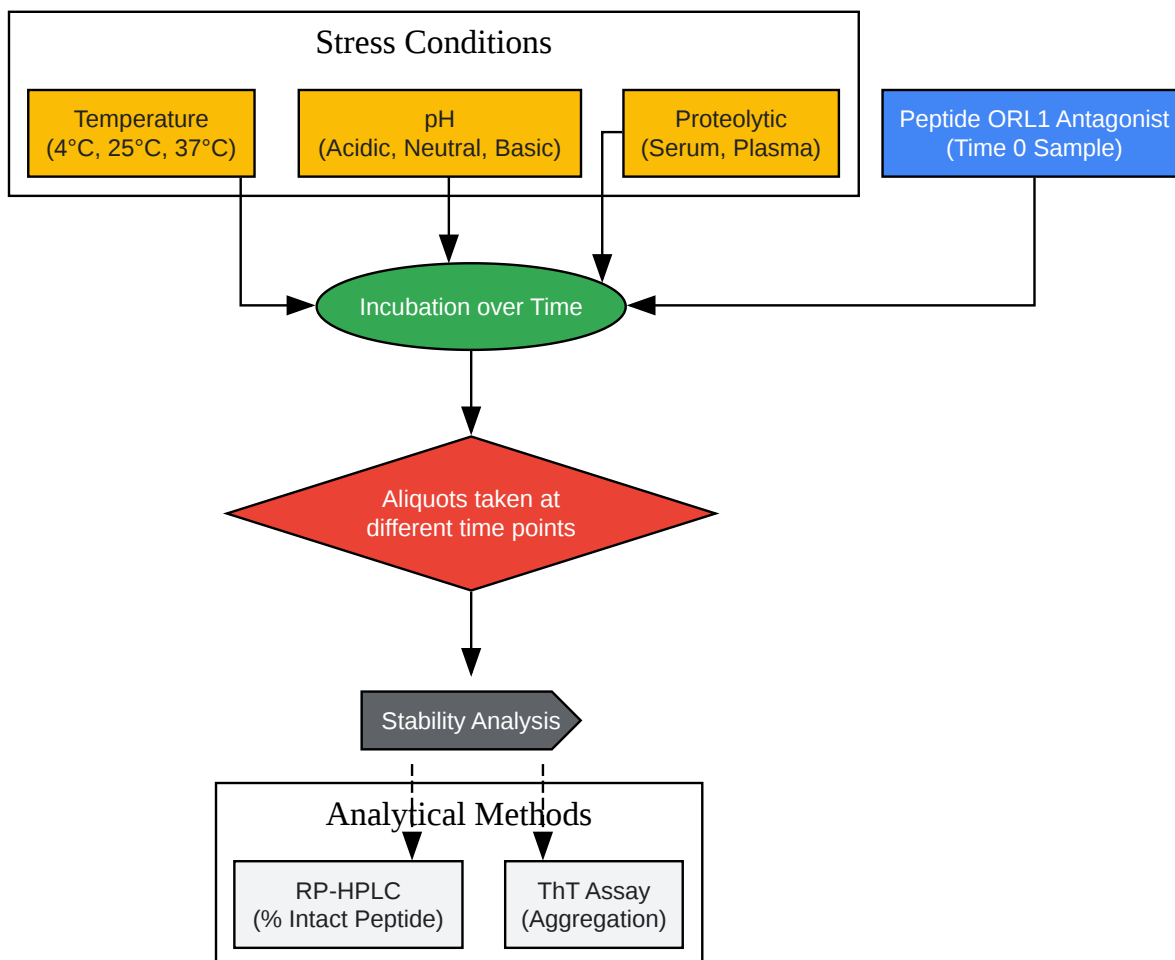 Stress Conditions
Temperature
(4°C, 25°C, 37°C)
pH
(Acidic, Neutral, Basic)
Proteolytic
(Serum, Plasma)
Peptide ORL1 Antagonist
(Time 0 Sample)
Incubation over Time
Aliquots taken at
different time points
Stability Analysis
Analytical Methods
RP-HPLC
(% Intact Peptide)
ThT Assay
(Aggregation)